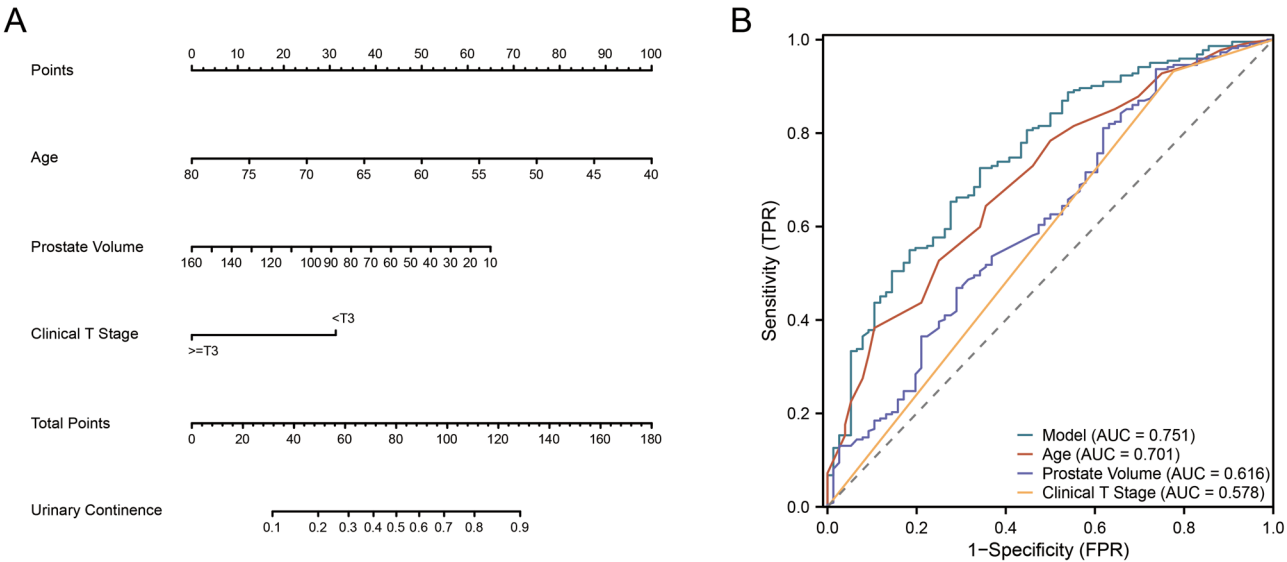 A
0 10 20 30 40 50 60 70 80 90 100
Points
Age
80 75 70 65 60 55 50 45 40
Prostate Volume
160 140 120 100 90 80 70 60 50 40 30 20 10
<T3
Clinical T Stage
>=T3
Total Points
0 20 40 60 80 100 120 140 160 180
Urinary Continence
0.1 0.2 0.3 0.4 0.5 0.6 0.7 0.8 0.9
B
1.0
0.8
0.6
0.4
0.2
0.0
Sensitivity (TPR)
Model (AUC = 0.751)
Age (AUC = 0.701)
Prostate Volume (AUC = 0.616)
Clinical T Stage (AUC = 0.578)
0.0 0.2 0.4 0.6 0.8 1.0
1−Specificity (FPR)